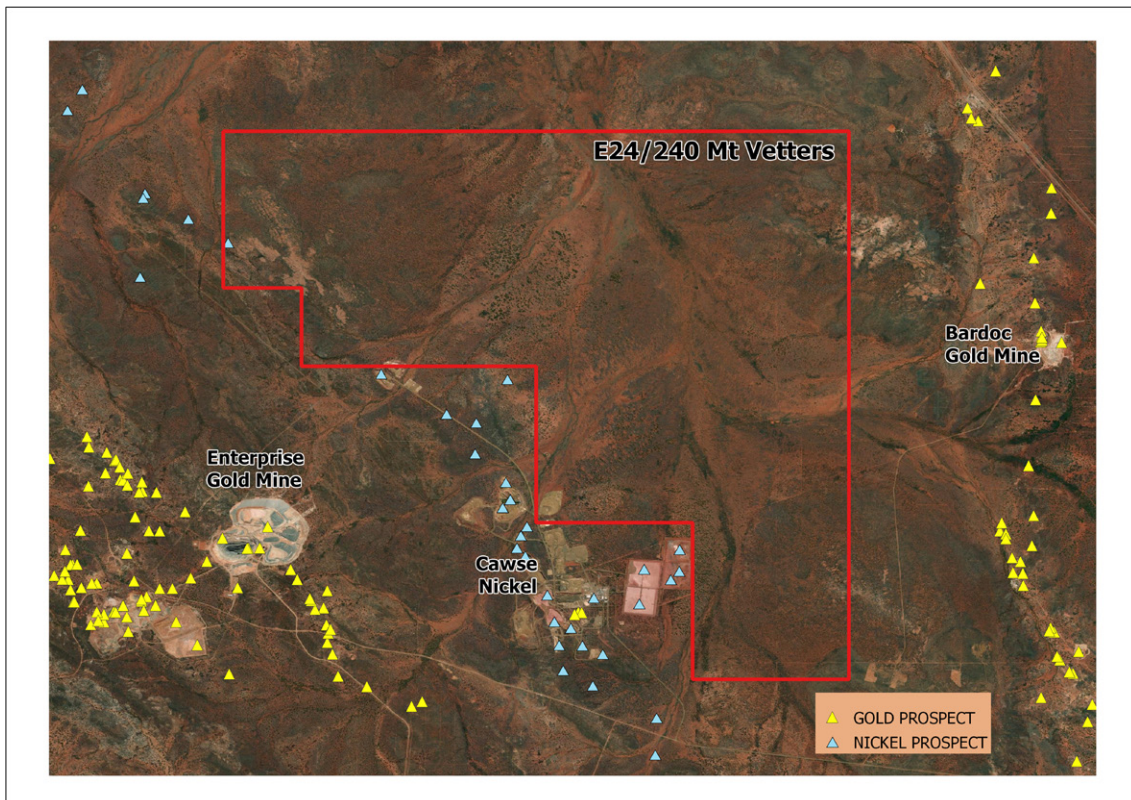 E24/240 Mt Vetters
Bardoc
Gold Mine
Enterprise
Gold Mine
Cawse
Nickel
GOLD PROSPECT
NICKEL PROSPECT